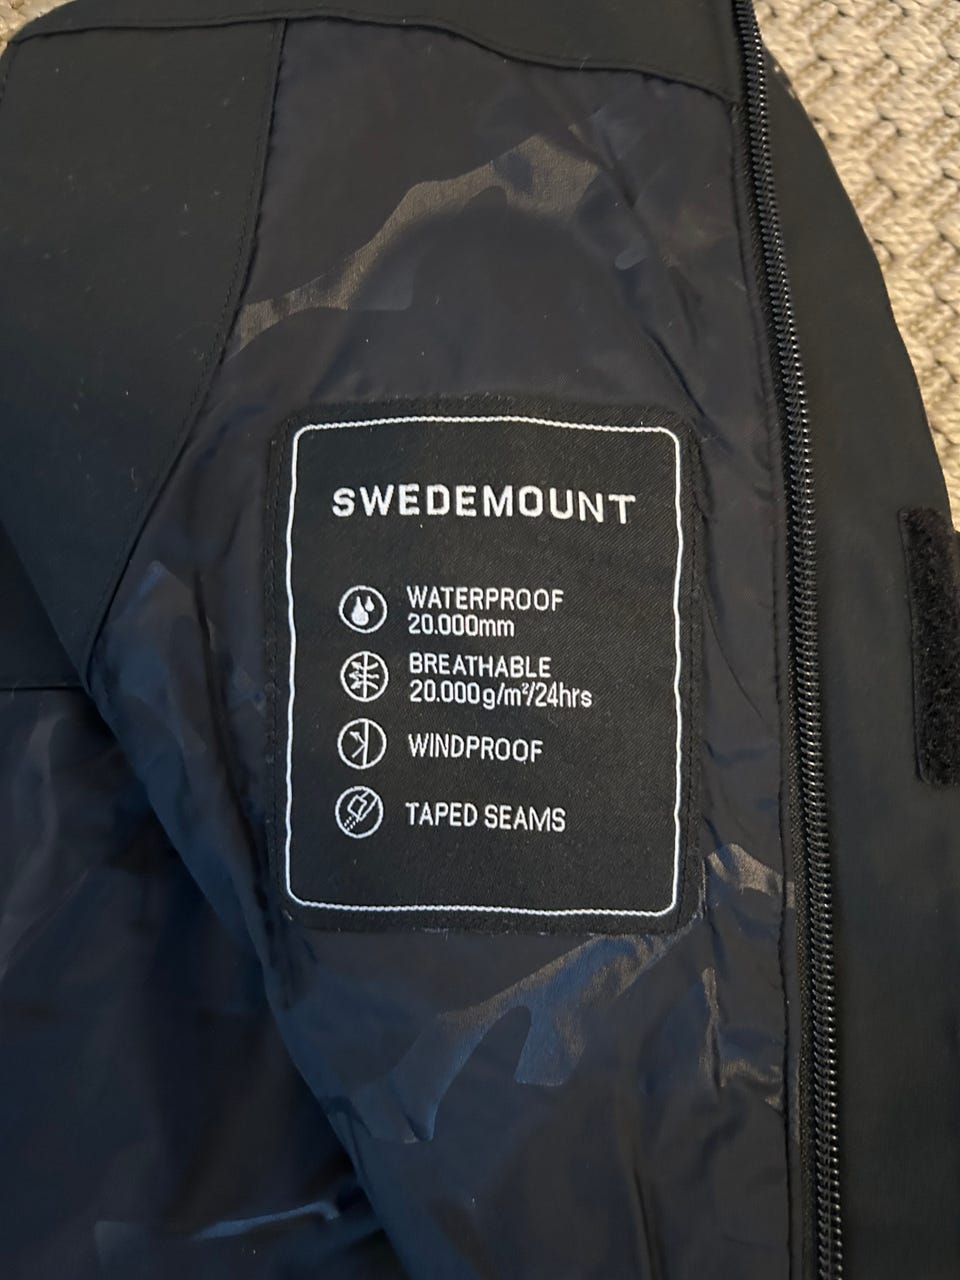 SWEDEMOUNT
WATERPROOF
20.000mm
BREATHABLE
20.000g/m²/24hrs
WINDPROOF
TAPED SEAMS